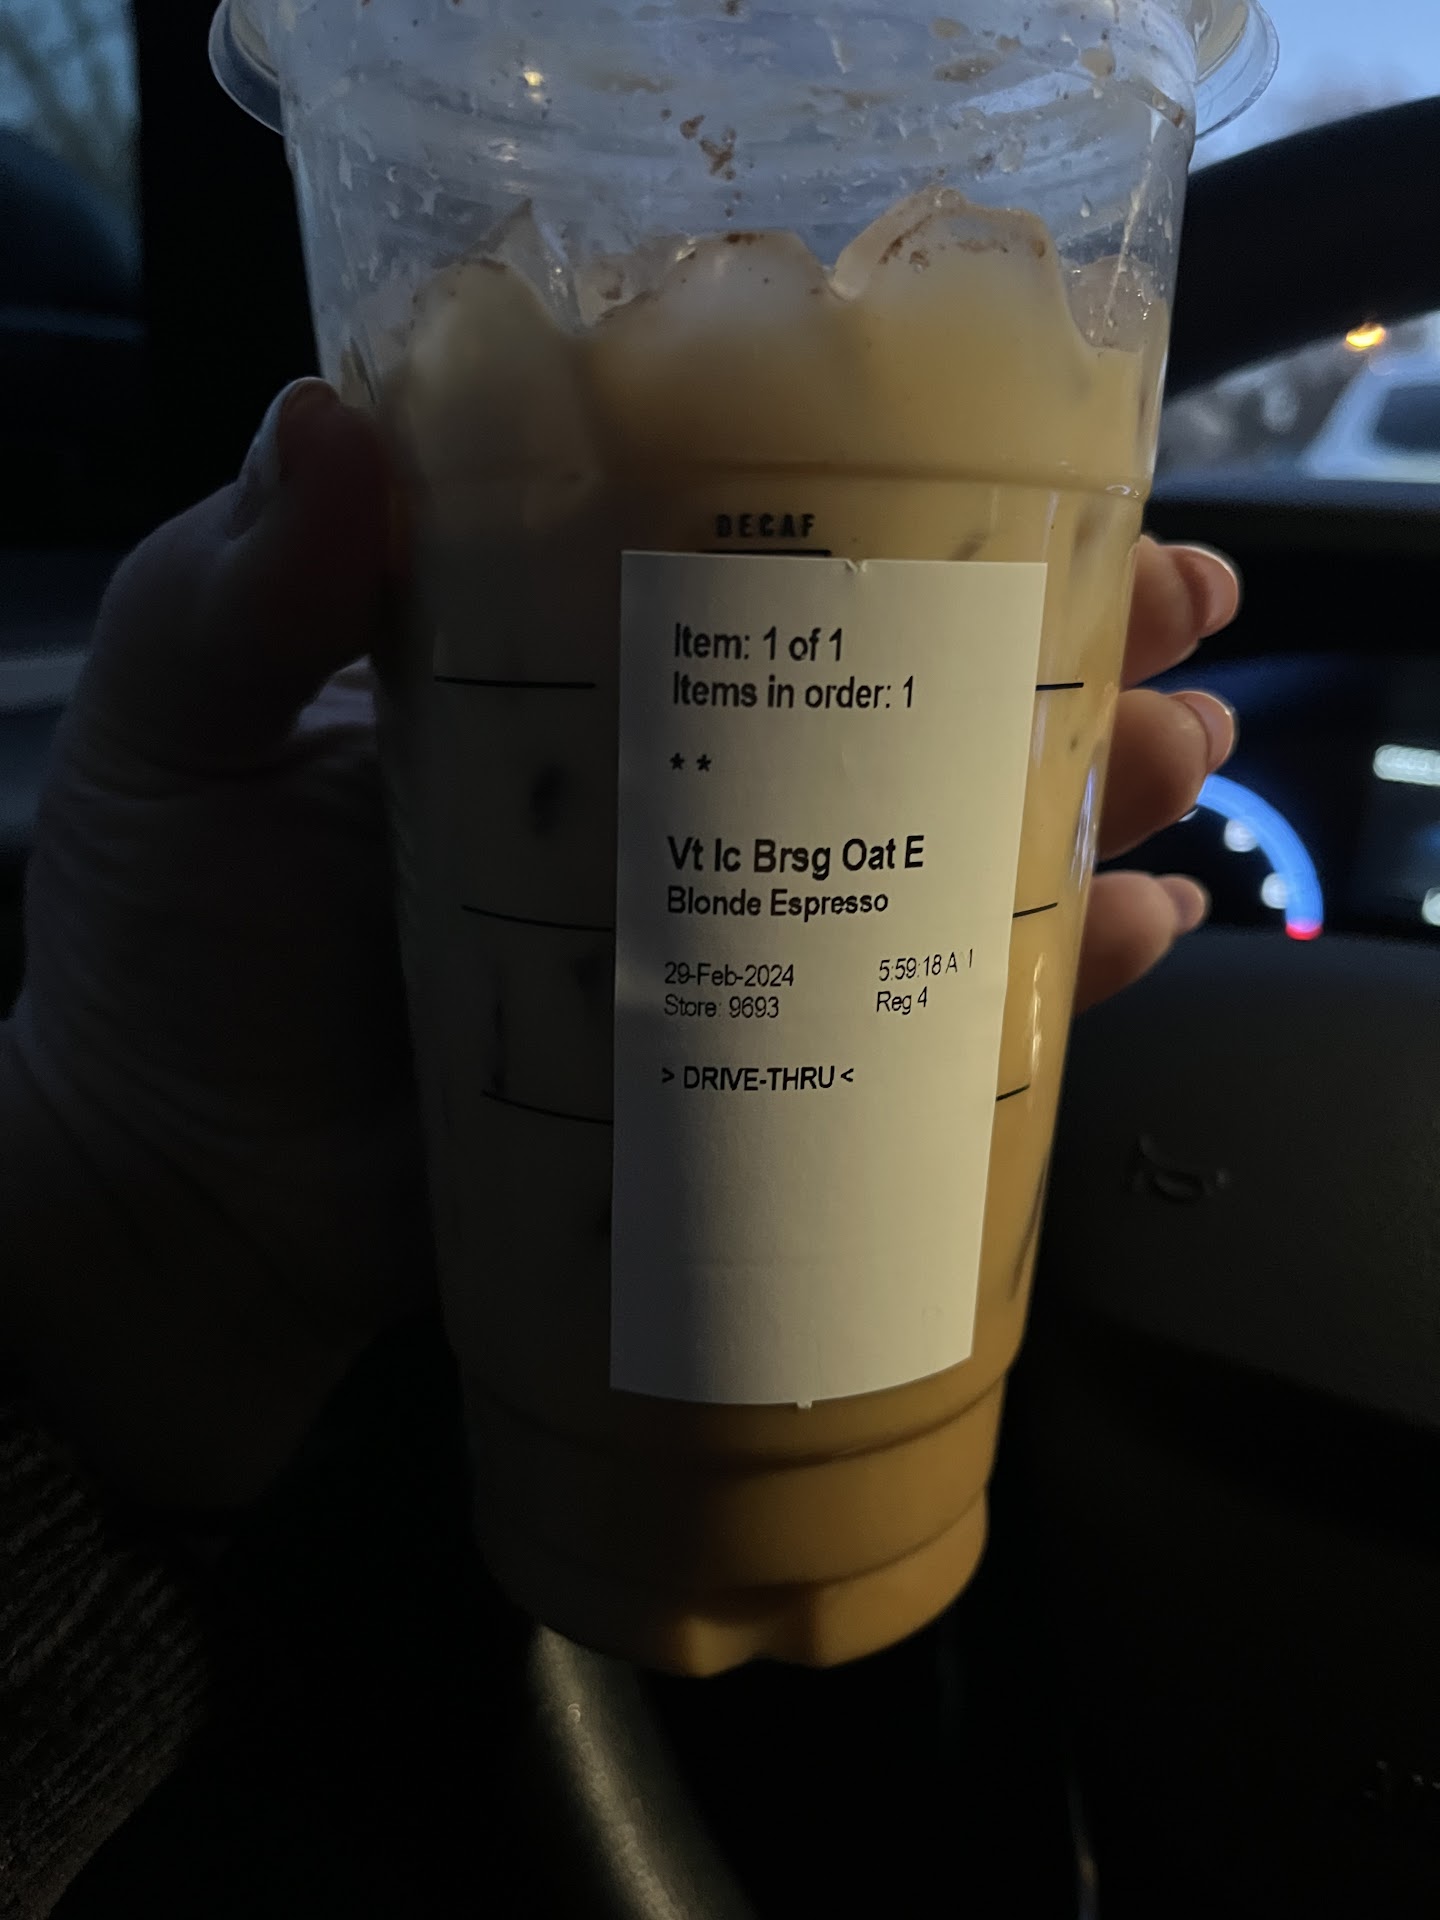 DECAF
Item: 1 of 1
Items in order: 1
* *
Vt Ic Brsg Oat E
Blonde Espresso
29-Feb-2024 5:59:18 A
Store: 9693 Reg 4
> DRIVE-THRU <